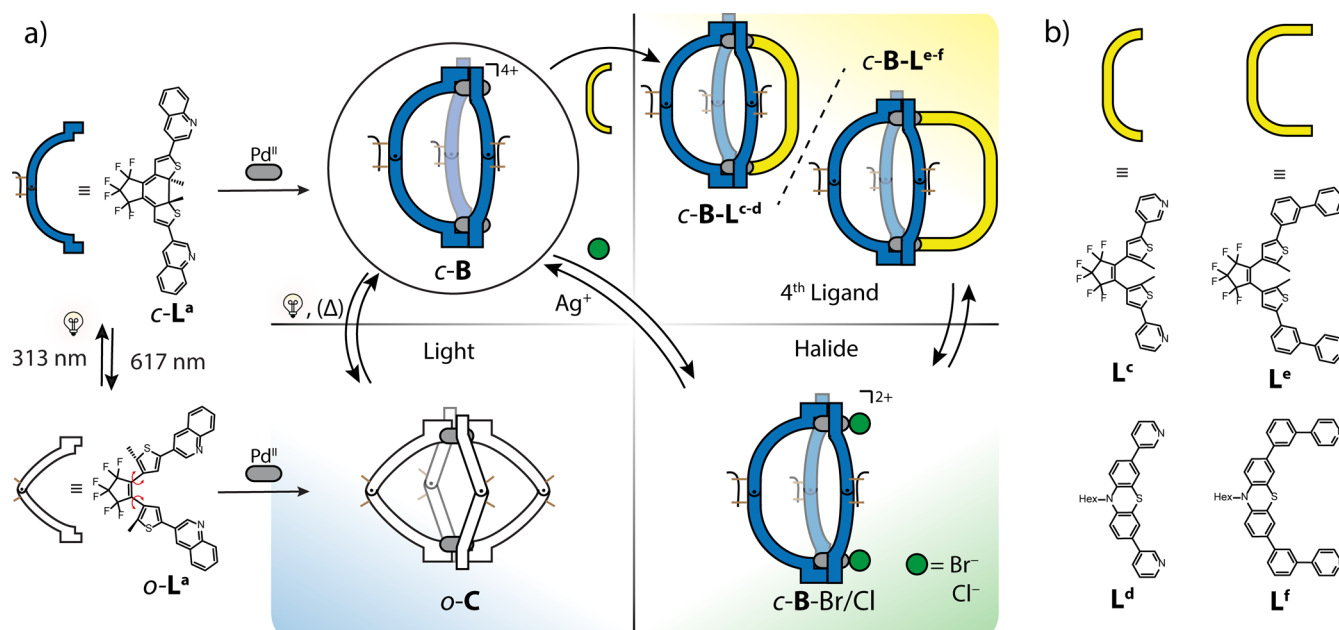 a)
b)
F F
F
F
F F
S
S
N
N
≡
c-Lᵃ
Pdᴵᴵ
⁴⁺
c-B
c-B-Lᵉ⁻ᶠ
c-B-Lᶜ⁻ᵈ
4ᵗʰ Ligand
313 nm
617 nm
, (Δ)
Light
Ag⁺
Halide
≡
F F
F
F
F F
S
S
N
N
o-Lᵃ
Pdᴵᴵ
o-C
²⁺
c-B-Br/Cl
= Br⁻
Cl⁻
≡
≡
N
S
F F
F
F
F F
S
N
Lᶜ
N
S
F F
F
F
F F
S
N
Lᵉ
N
Hex
N
S
N
Lᵈ
N
Hex
N
S
N
Lᶠ